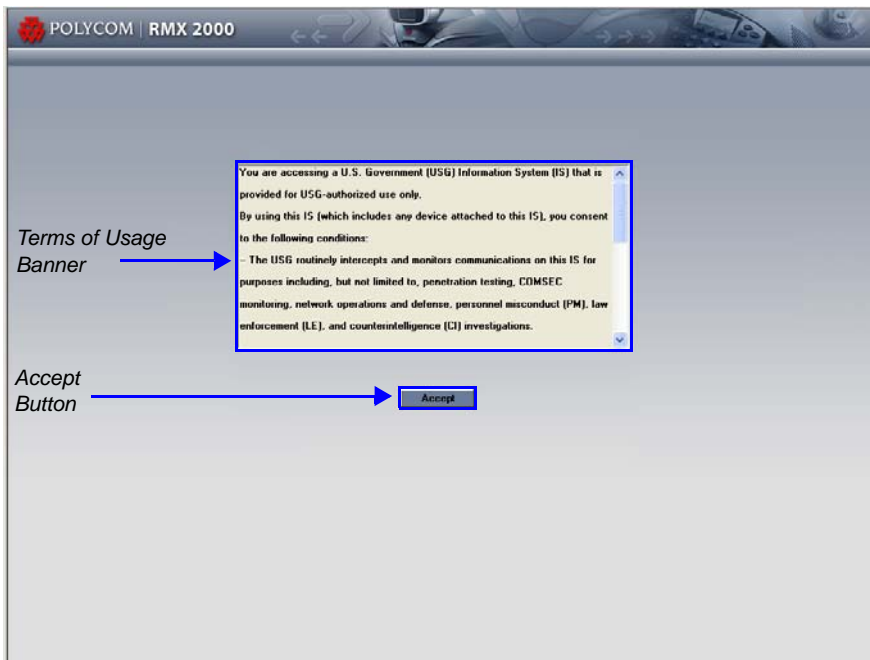 POLYCOM | RMX 2000
You are accessing a U.S. Government (USG) Information System (IS) that is
provided for USG-authorized use only.
By using this IS (which includes any device attached to this IS), you consent
to the following conditions:
Terms of Usage
Banner
- The USG routinely intercepts and monitors communications on this IS for
purposes including, but not limited to, penetration testing, COMSEC
monitoring, network operations and defense, personnel misconduct (PM), law
enforcement (LE), and counterintelligence (CI) investigations.
Accept
Button
Accept